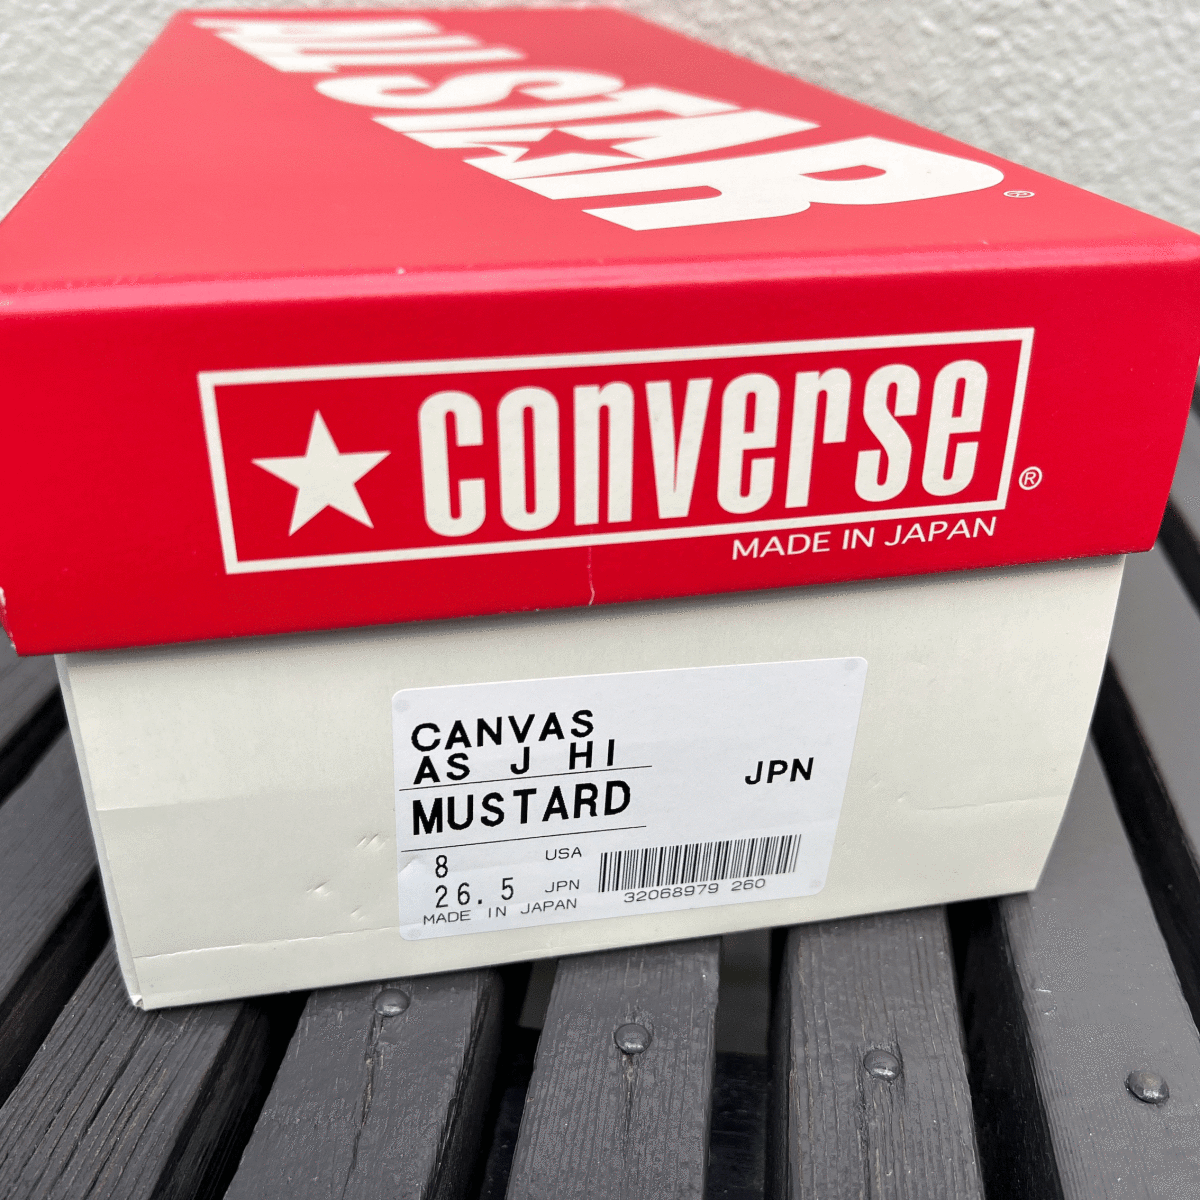 ALL STAR ®
CONVERSE ®
MADE IN JAPAN
CANVAS
AS J HI
JPN
MUSTARD
8 USA
26.5 JPN
32068979 260
MADE IN JAPAN